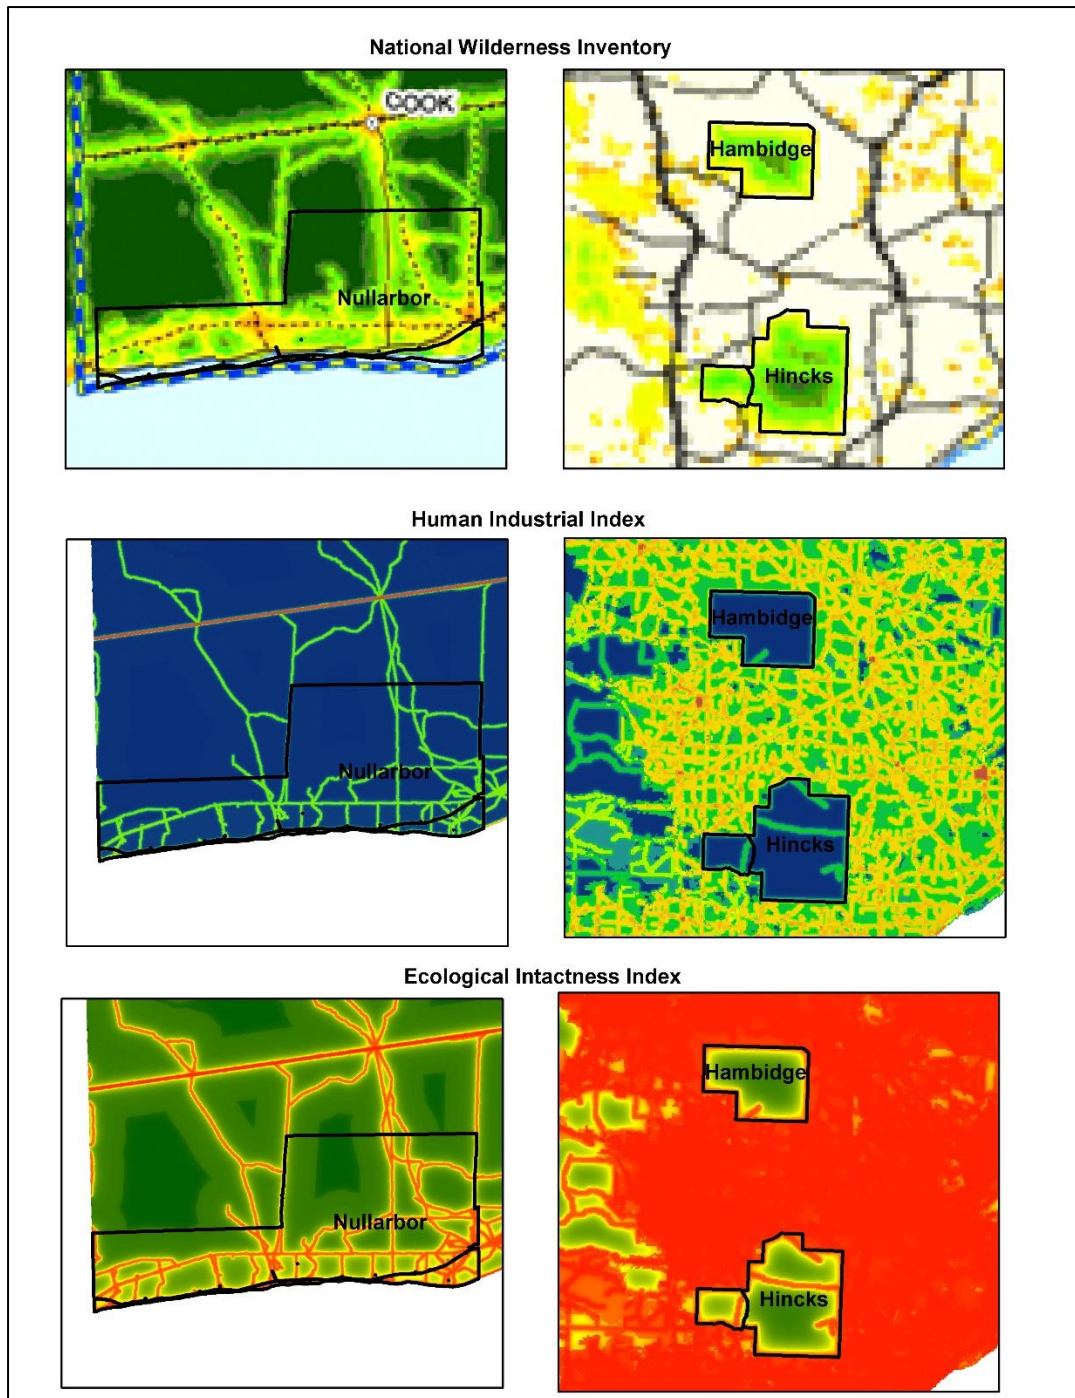 National Wilderness Inventory
COOK
Nullarbor
Hambidge
Hincks
Human Industrial Index
Nullarbor
Hambidge
Hincks
Ecological Intactness Index
Nullarbor
Hambidge
Hincks